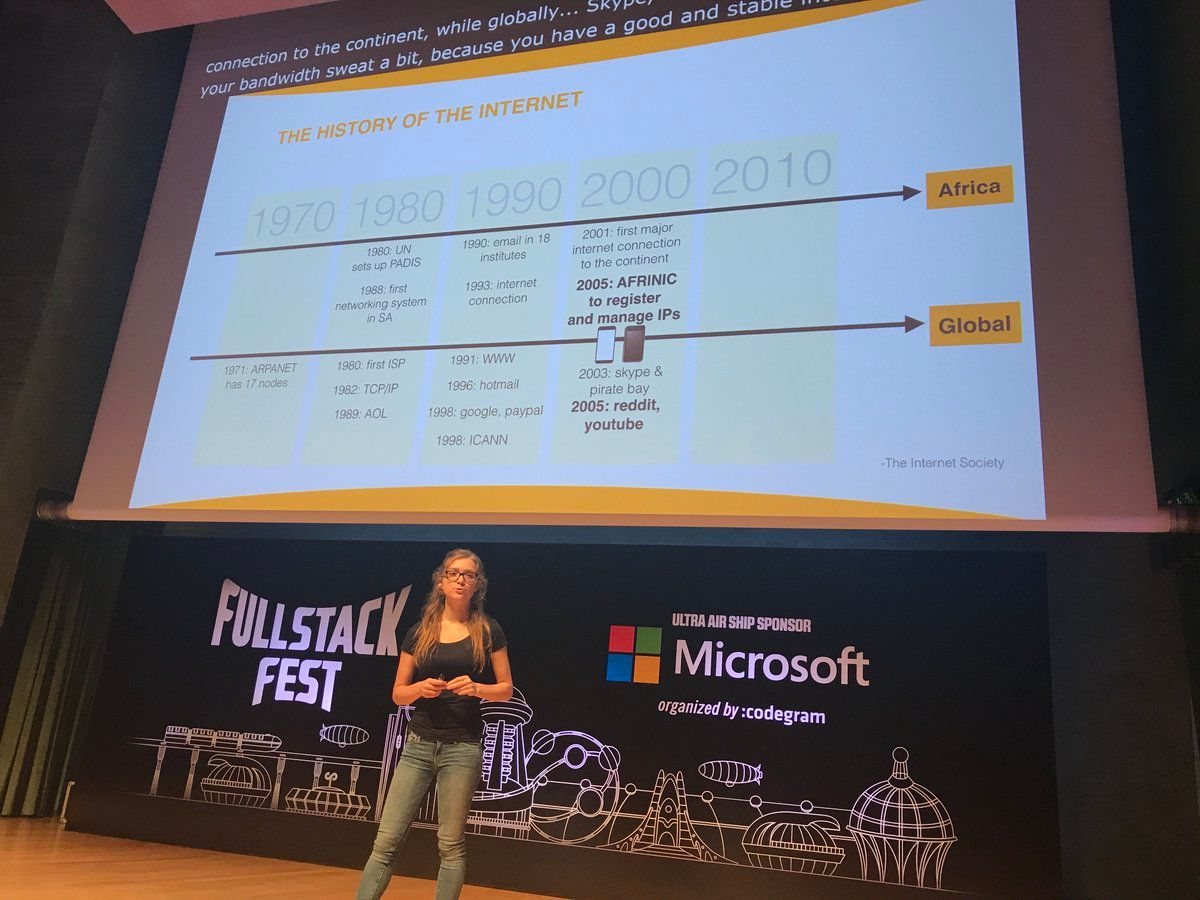 connection to the continent, while globally... Skype,
your bandwidth sweat a bit, because you have a good and stable
THE HISTORY OF THE INTERNET
1970
1980
1990
2000
2010
Africa
1980: UN
sets up PADIS
1988: first
networking system
in SA
1990: email in 18
institutes
1993: internet
connection
2001: first major
internet connection
to the continent
2005: AFRINIC
to register
and manage IPs
Global
1971: ARPANET
has 17 nodes
1980: first ISP
1982: TCP/IP
1989: AOL
1991: WWW
1996: hotmail
1998: google, paypal
1998: ICANN
2003: skype &
pirate bay
2005: reddit,
youtube
-The Internet Society
FULLSTACK
FEST
ULTRA AIR SHIP SPONSOR
Microsoft
organized by :codegram